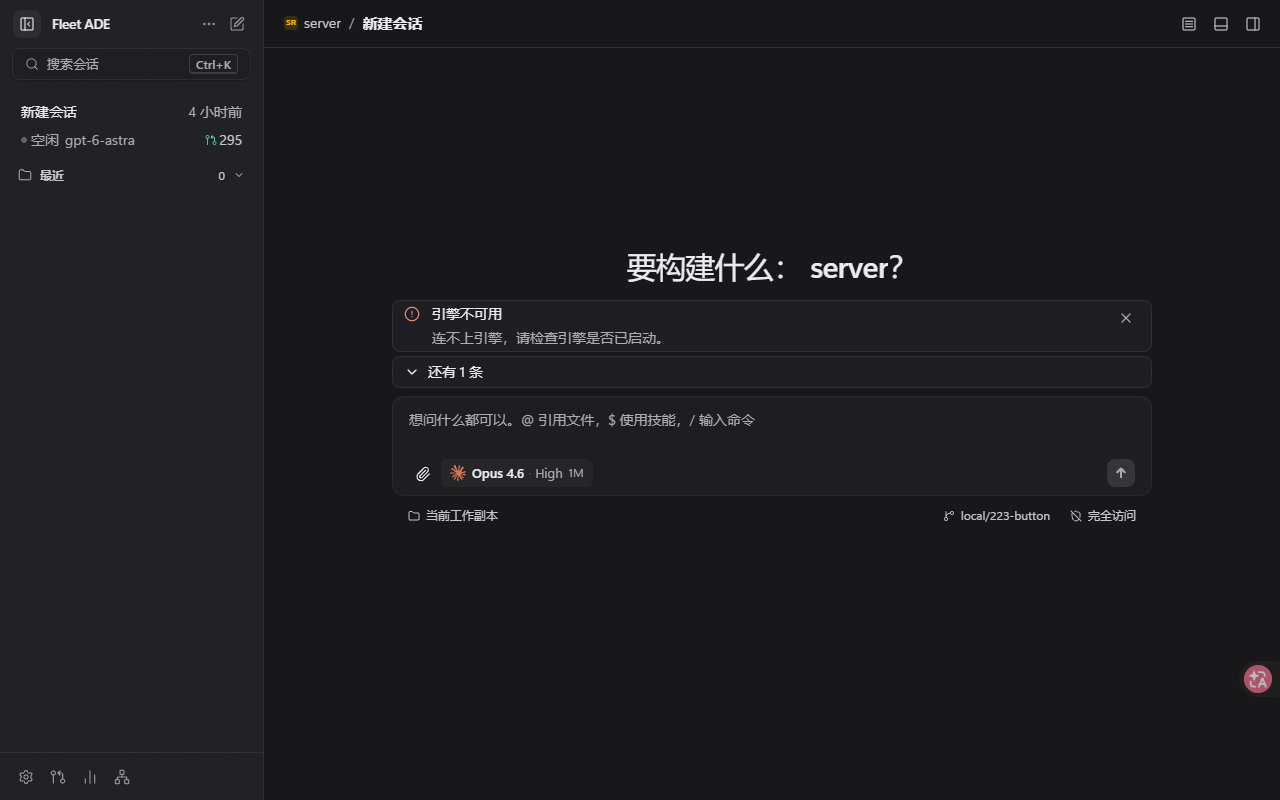 Fleet ADE
搜索会话 Ctrl+K
新建会话 4 小时前
空闲 gpt-6-astra 295
最近 0
SR server / 新建会话
要构建什么： server？
引擎不可用
连不上引擎，请检查引擎是否已启动。
还有 1 条
想问什么都可以。@ 引用文件，$ 使用技能，/ 输入命令
Opus 4.6 · High 1M
当前工作副本 local/223-button 完全访问